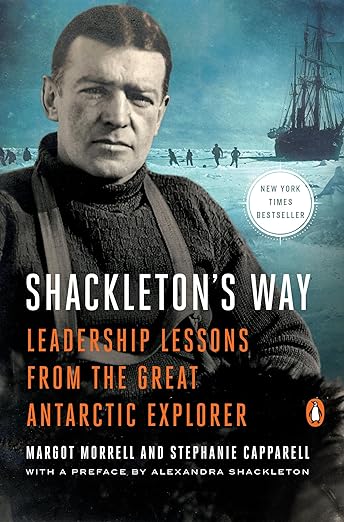 NEW YORK
TIMES
BESTSELLER
SHACKLETON'S WAY
LEADERSHIP LESSONS
FROM THE GREAT
ANTARCTIC EXPLORER
MARGOT MORRELL AND STEPHANIE CAPPARELL
WITH A PREFACE BY ALEXANDRA SHACKLETON